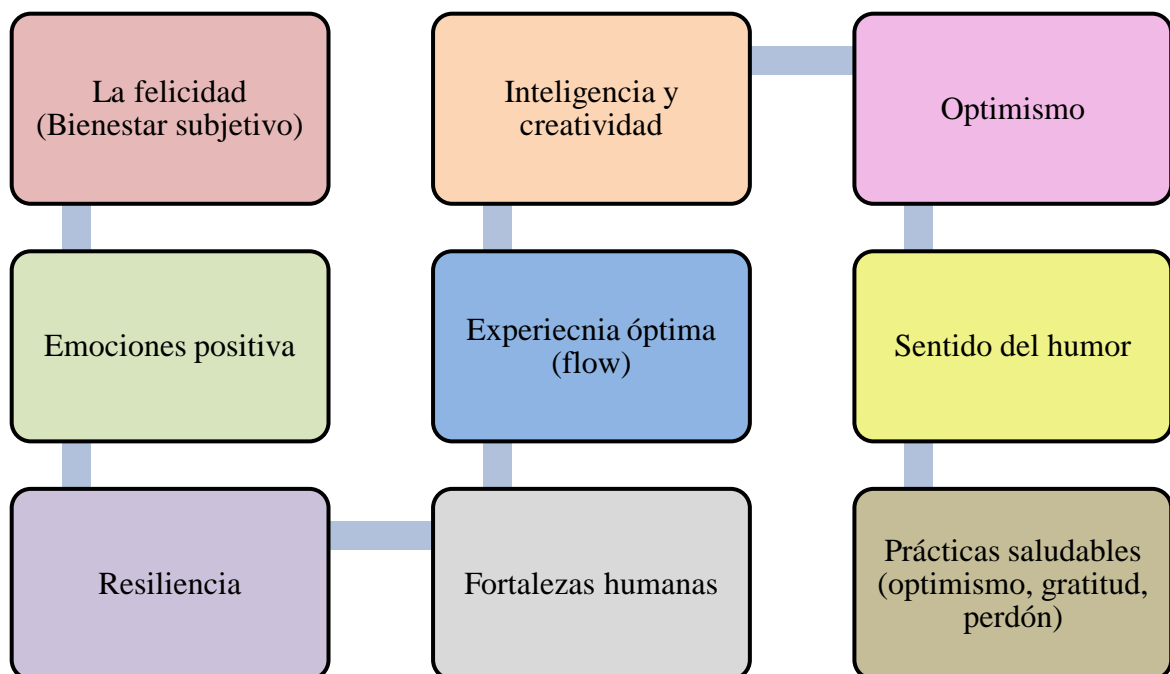 La felicidad
(Bienestar subjetivo)
Emociones positiva
Resiliencia
Fortalezas humanas
Experiecnia óptima
(flow)
Inteligencia y
creatividad
Optimismo
Sentido del humor
Prácticas saludables
(optimismo, gratitud,
perdón)